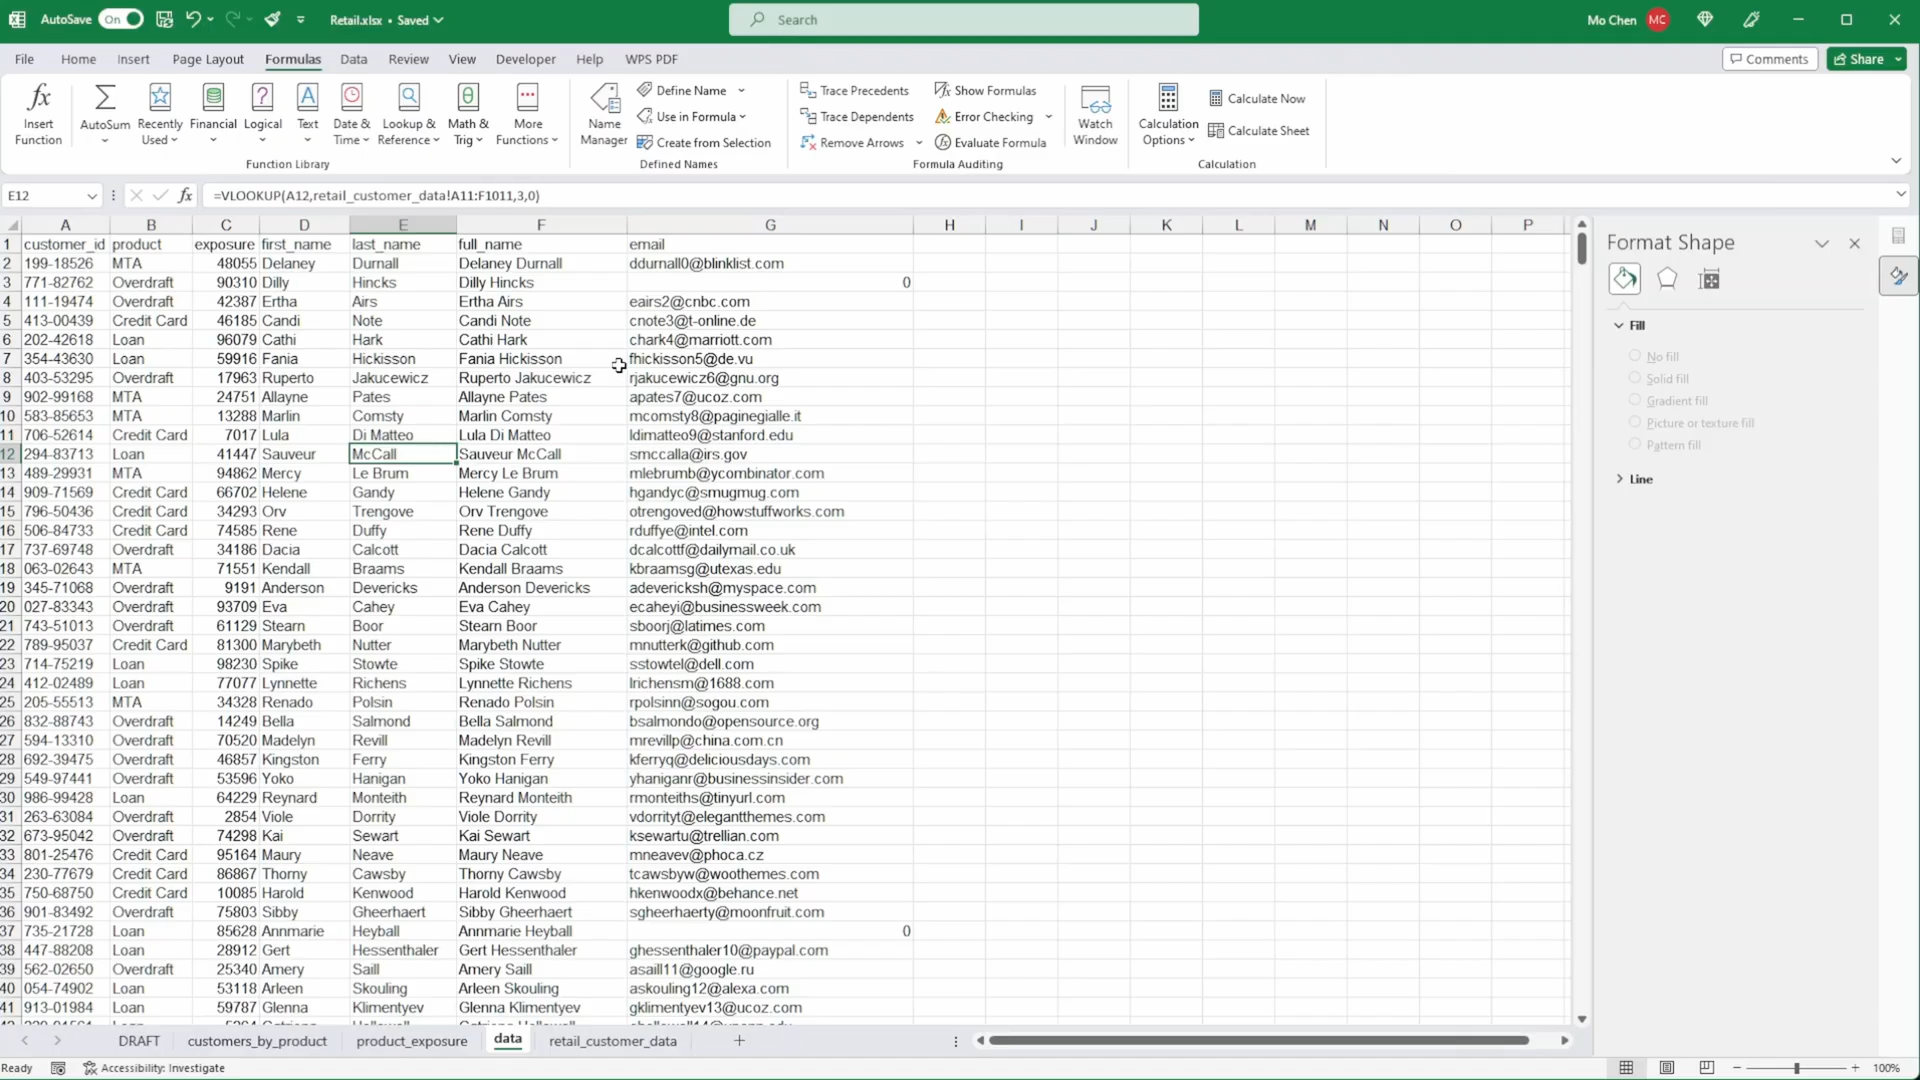 AutoSave On Retail.xlsx • Saved Search Mo Chen MC
File Home Insert Page Layout Formulas Data Review View Developer Help WPS PDF Comments Share
fx Insert Function AutoSum Recently Used Financial Logical Text Date & Time Lookup & Reference Math & Trig More Functions Function Library
Name Manager Define Name Use in Formula Create from Selection Defined Names
Trace Precedents Trace Dependents Remove Arrows Show Formulas Error Checking Evaluate Formula Formula Auditing
Watch Window Calculation Options Calculate Now Calculate Sheet Calculation
E12 fx =VLOOKUP(A12,retail_customer_data!A11:F1011,3,0)
A B C D E F G H I J K L M N O P
1 customer_id product exposure first_name last_name full_name email
2 199-18526 MTA 48055 Delaney Durnall Delaney Durnall ddurnall0@blinklist.com
3 771-82762 Overdraft 90310 Dilly Hincks Dilly Hincks 0
4 111-19474 Overdraft 42387 Ertha Airs Ertha Airs eairs2@cnbc.com
5 413-00439 Credit Card 46185 Candi Note Candi Note cnote3@t-online.de
6 202-42618 Loan 96079 Cathi Hark Cathi Hark chark4@marriott.com
7 354-43630 Loan 59916 Fania Hickisson Fania Hickisson fhickisson5@de.vu
8 403-53295 Overdraft 17963 Ruperto Jakucewicz Ruperto Jakucewicz rjakucewicz6@gnu.org
9 902-99168 MTA 24751 Allayne Pates Allayne Pates apates7@ucoz.com
10 583-85653 MTA 13288 Marlin Comsty Marlin Comsty mcomsty8@paginegialle.it
11 706-52614 Credit Card 7017 Lula Di Matteo Lula Di Matteo ldimatteo9@stanford.edu
12 294-83713 Loan 41447 Sauveur McCall Sauveur McCall smccalla@irs.gov
13 489-29931 MTA 94862 Mercy Le Brum Mercy Le Brum mlebrumb@ycombinator.com
14 909-71569 Credit Card 66702 Helene Gandy Helene Gandy hgandyc@smugmug.com
15 796-50436 Credit Card 34293 Orv Trengove Orv Trengove otrengoved@howstuffworks.com
16 506-84733 Credit Card 74585 Rene Duffy Rene Duffy rduffye@intel.com
17 737-69748 Overdraft 34186 Dacia Calcott Dacia Calcott dcalcottf@dailymail.co.uk
18 063-02643 MTA 71551 Kendall Braams Kendall Braams kbraamsg@utexas.edu
19 345-71068 Overdraft 9191 Anderson Devericks Anderson Devericks adevericksh@myspace.com
20 027-83343 Overdraft 93709 Eva Cahey Eva Cahey ecaheyi@businessweek.com
21 743-51013 Overdraft 61129 Stearn Boor Stearn Boor sboorj@latimes.com
22 789-95037 Credit Card 81300 Marybeth Nutter Marybeth Nutter mnutterk@github.com
23 714-75219 Loan 98230 Spike Stowte Spike Stowte sstowtel@dell.com
24 412-02489 Loan 77077 Lynnette Richens Lynnette Richens lrichensm@1688.com
25 205-55513 MTA 34328 Renado Polsin Renado Polsin rpolsinn@sogou.com
26 832-88743 Overdraft 14249 Bella Salmond Bella Salmond bsalmondo@opensource.org
27 594-13310 Overdraft 70520 Madelyn Revill Madelyn Revill mrevillp@china.com.cn
28 692-39475 Overdraft 46857 Kingston Ferry Kingston Ferry kferryq@deliciousdays.com
29 549-97441 Overdraft 53596 Yoko Hanigan Yoko Hanigan yhaniganr@businessinsider.com
30 986-99428 Loan 64229 Reynard Monteith Reynard Monteith rmonteiths@tinyurl.com
31 263-63084 Overdraft 2854 Viole Dorrity Viole Dorrity vdorrityt@elegantthemes.com
32 673-95042 Overdraft 74298 Kai Sewart Kai Sewart ksewartu@trellian.com
33 801-25476 Credit Card 95164 Maury Neave Maury Neave mneavev@phoca.cz
34 230-77679 Credit Card 86867 Thorny Cawsby Thorny Cawsby tcawsbyw@woothemes.com
35 750-68750 Credit Card 10085 Harold Kenwood Harold Kenwood hkenwoodx@behance.net
36 901-83492 Overdraft 75803 Sibby Gheerhaert Sibby Gheerhaert sgheerhaerty@moonfruit.com
37 735-21728 Loan 85628 Annmarie Heyball Annmarie Heyball 0
38 447-88208 Loan 28912 Gert Hessenthaler Gert Hessenthaler ghessenthaler10@paypal.com
39 562-02650 Overdraft 25340 Amery Saill Amery Saill asaill11@google.ru
40 054-74902 Loan 53118 Arleen Skouling Arleen Skouling askouling12@alexa.com
41 913-01984 Loan 59787 Glenna Klimentyev Glenna Klimentyev gklimentyev13@ucoz.com
Format Shape
Fill
No fill
Solid fill
Gradient fill
Picture or texture fill
Pattern fill
Line
DRAFT customers_by_product product_exposure data retail_customer_data
Ready Accessibility: Investigate 100%